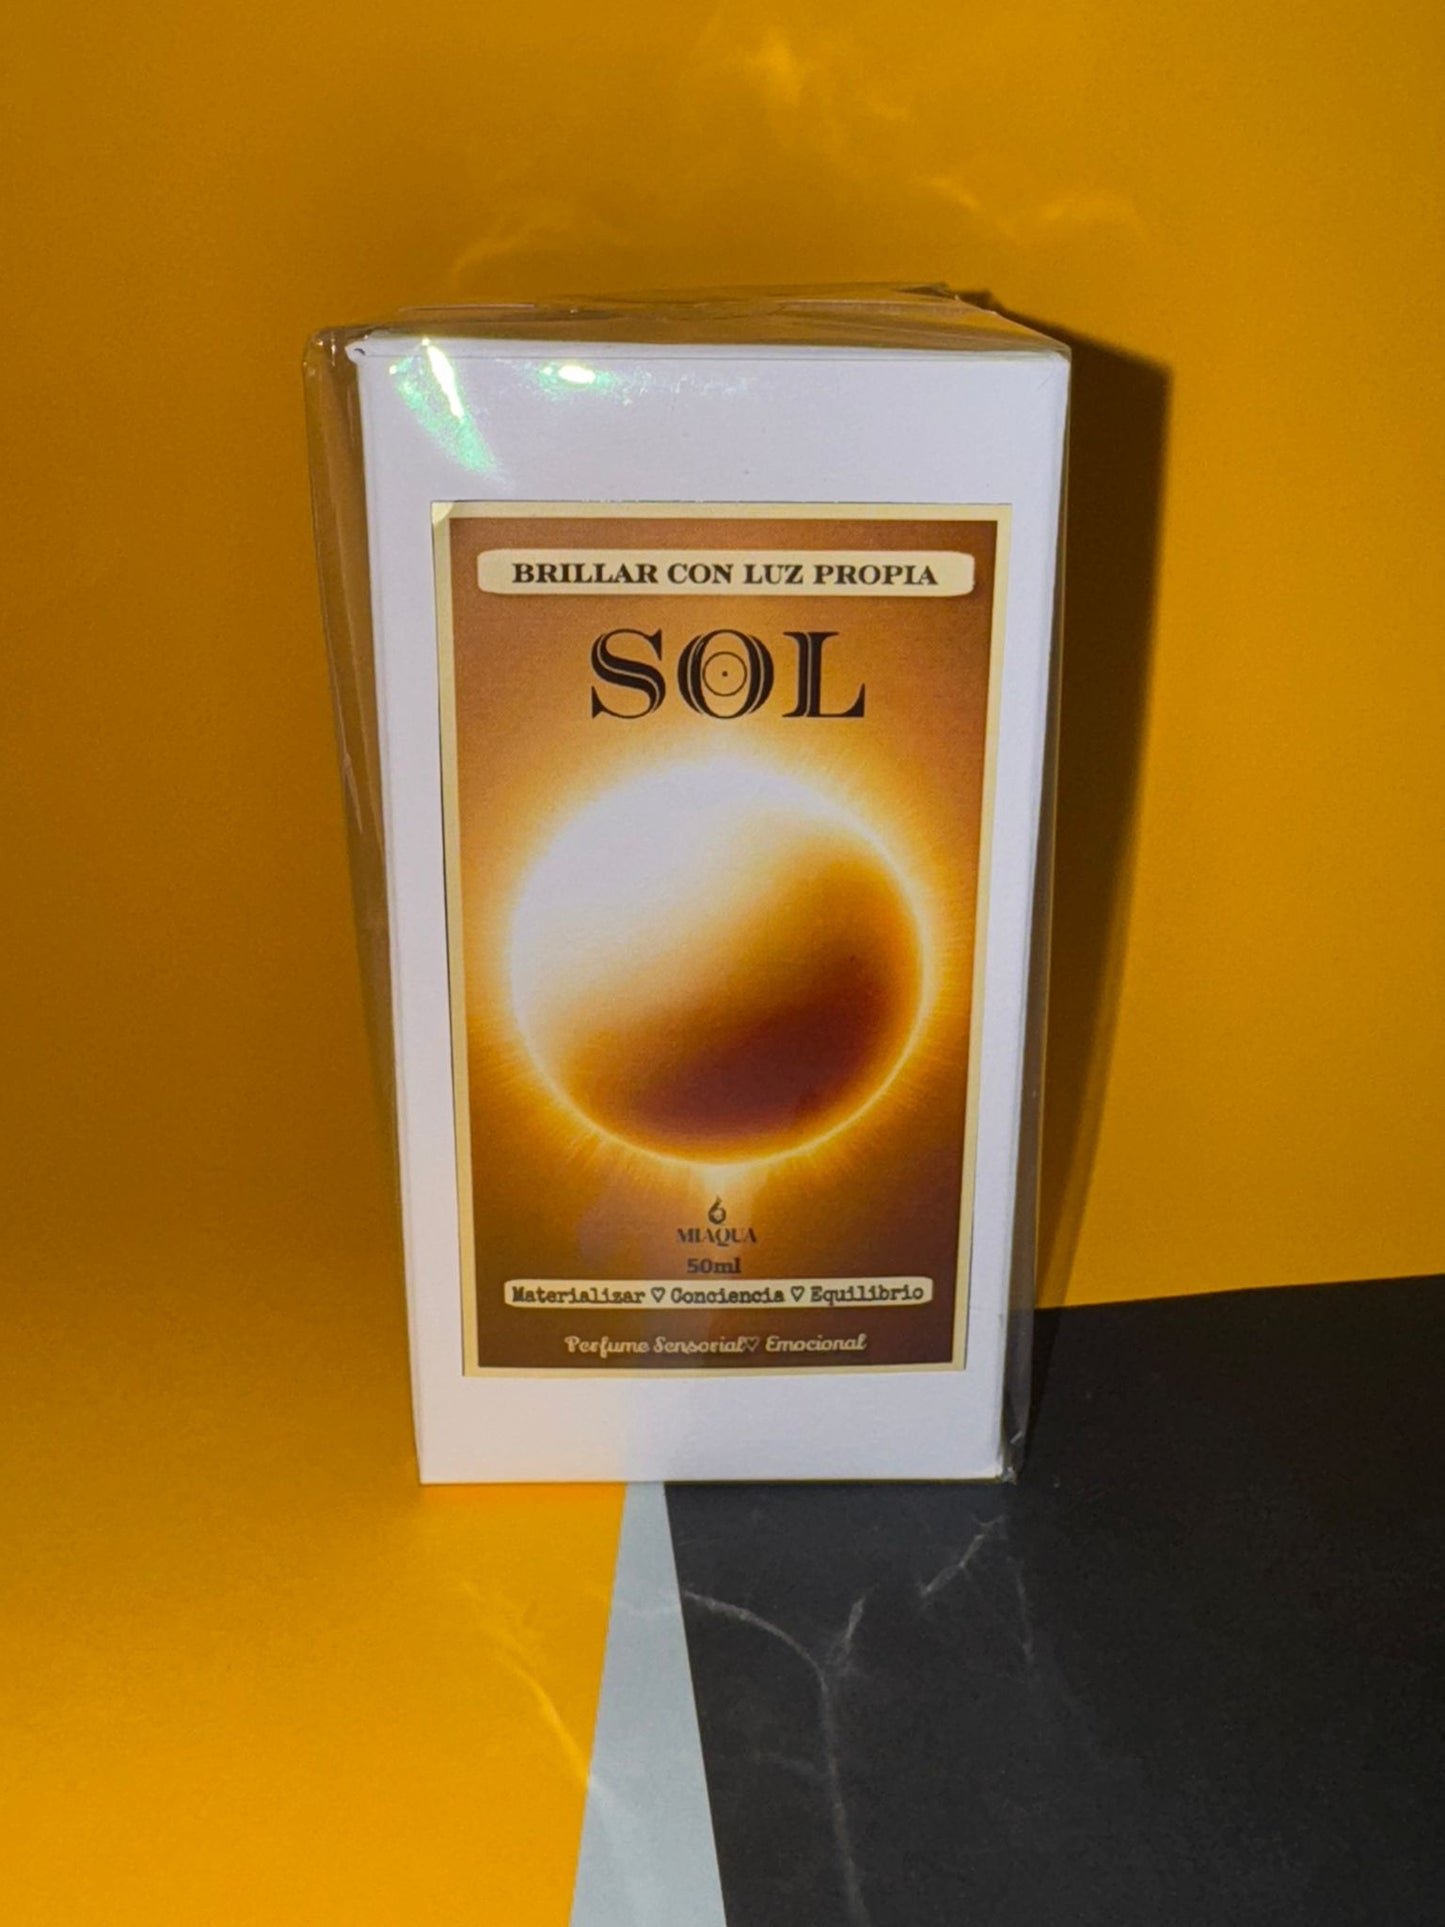 BRILLAR CON LUZ PROPIA
SOL
MIAQUA
50ml
Materializar ♡ Conciencia ♡ Equilibrio
Perfume Sensorial♡ Emocional